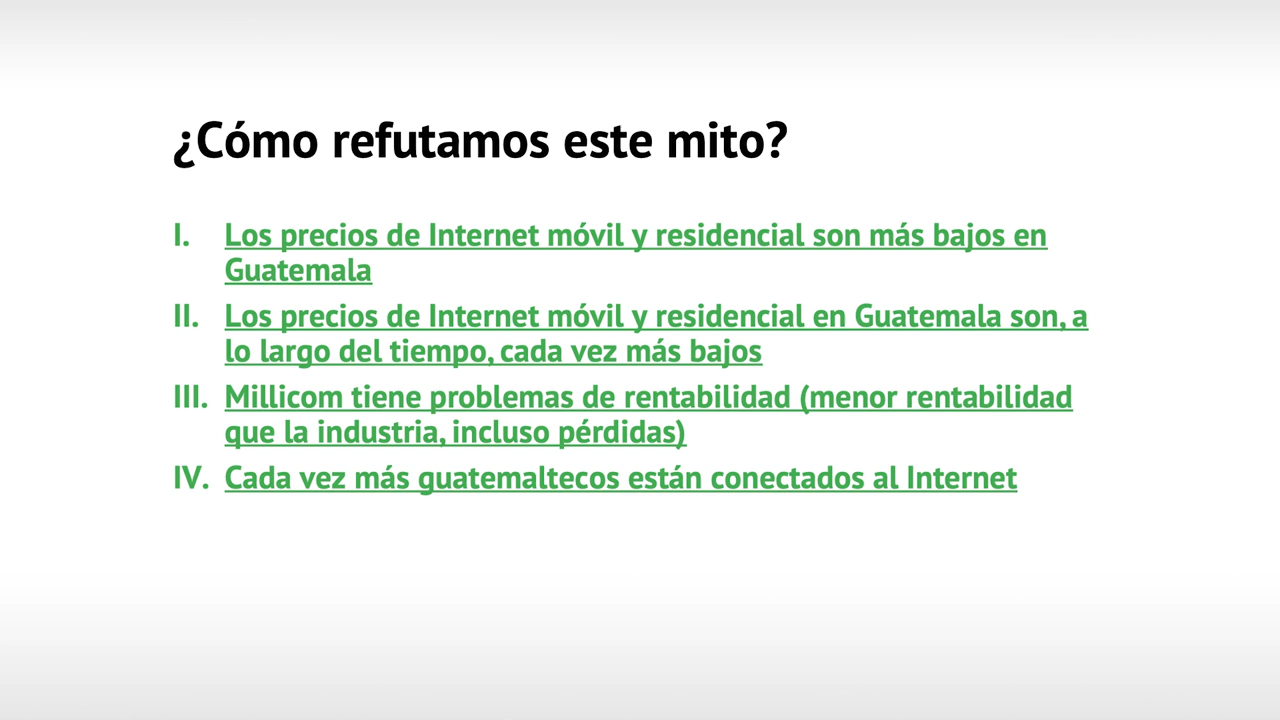 ¿Cómo refutamos este mito?
I. Los precios de Internet móvil y residencial son más bajos en
Guatemala
II. Los precios de Internet móvil y residencial en Guatemala son, a
lo largo del tiempo, cada vez más bajos
III. Millicom tiene problemas de rentabilidad (menor rentabilidad
que la industria, incluso pérdidas)
IV. Cada vez más guatemaltecos están conectados al Internet